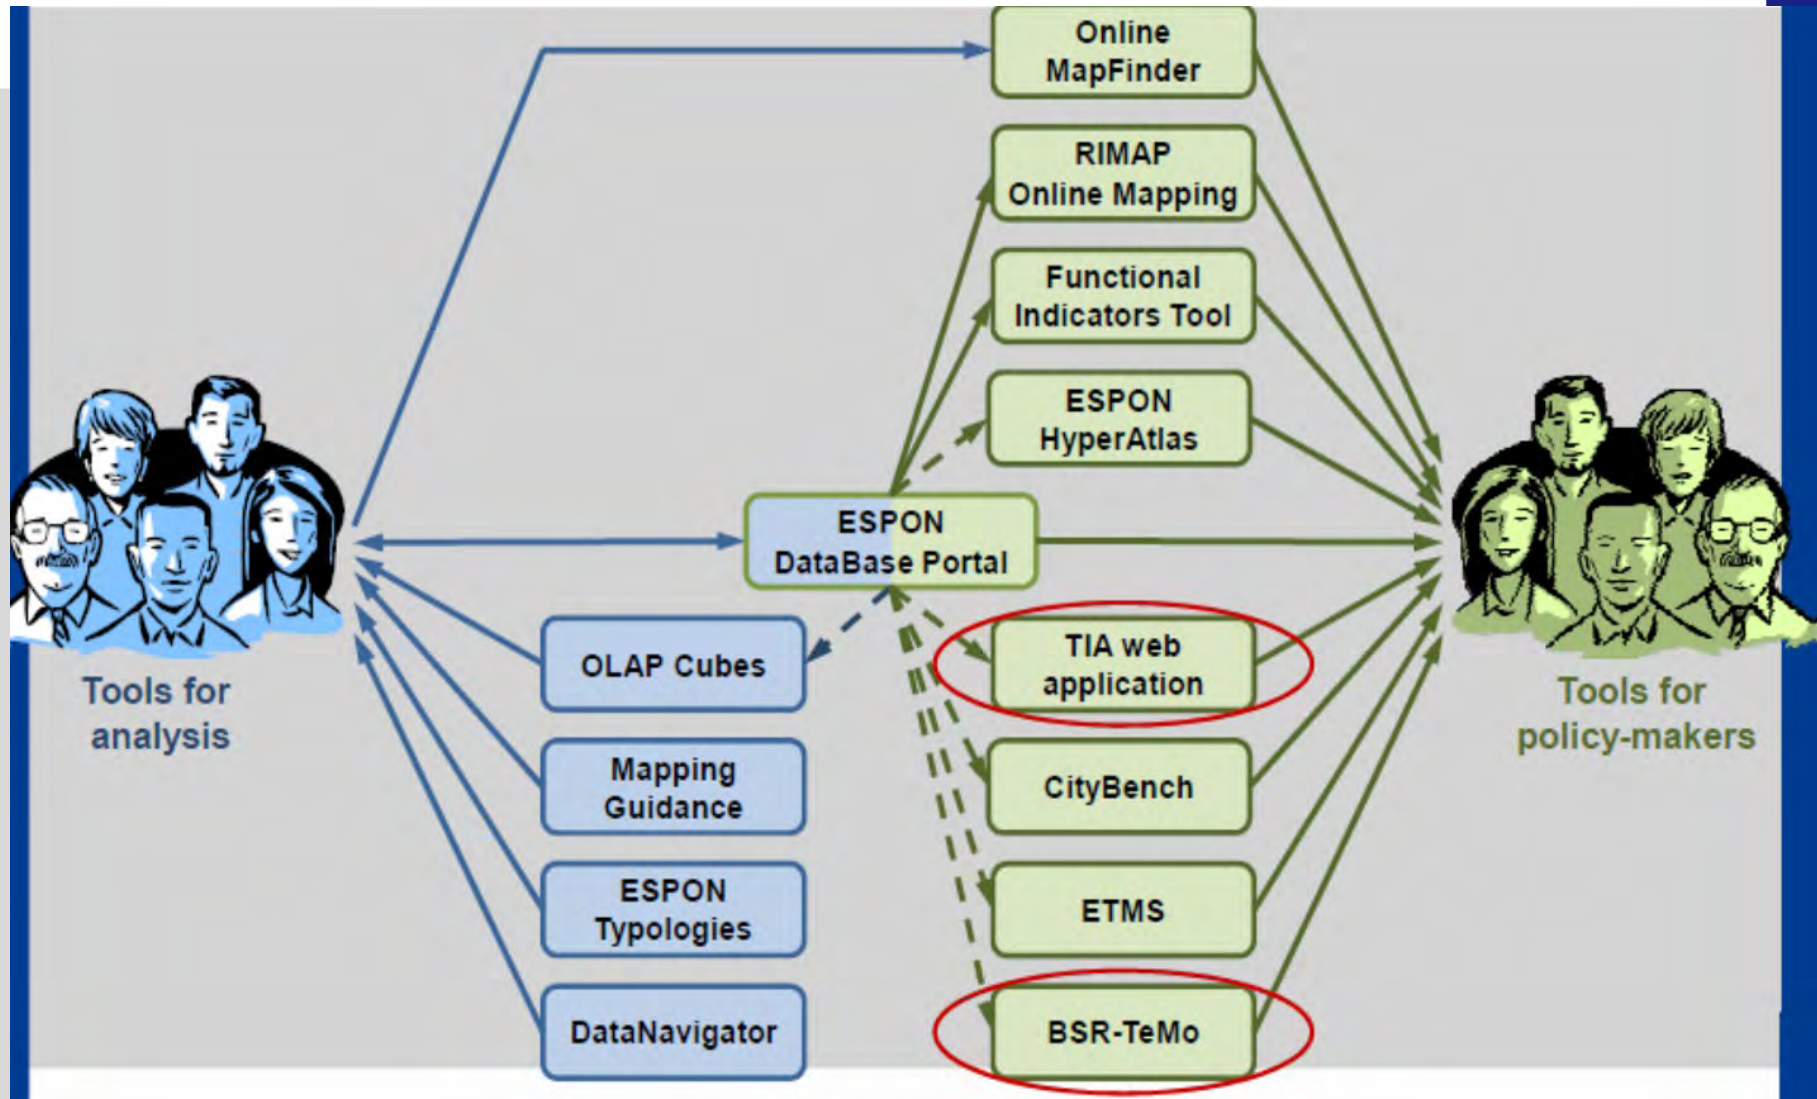 Online
MapFinder
RIMAP
Online Mapping
Functional
Indicators Tool
ESPON
HyperAtlas
ESPON
DataBase Portal
OLAP Cubes
TIA web
application
Tools for
analysis
Tools for
policy-makers
Mapping
Guidance
CityBench
ESPON
Typologies
ETMS
DataNavigator
BSR-TeMo